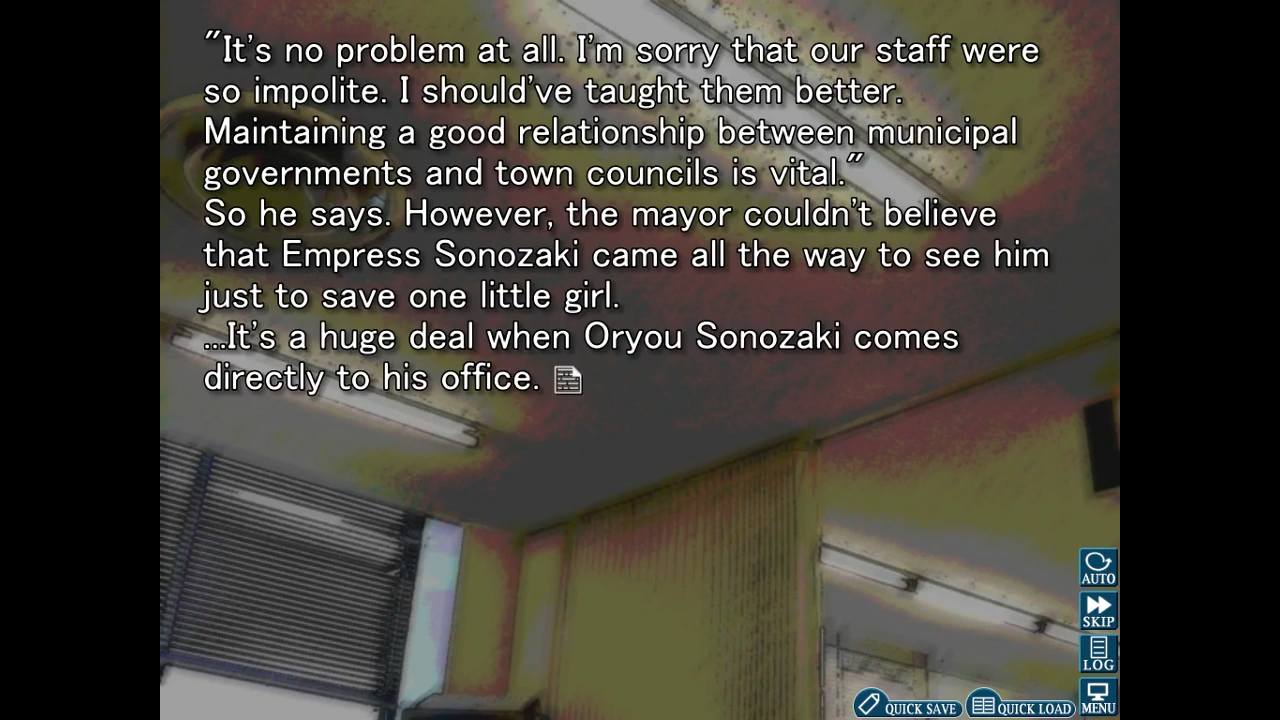 "It's no problem at all. I'm sorry that our staff were
so impolite. I should've taught them better.
Maintaining a good relationship between municipal
governments and town councils is vital."
So he says. However, the mayor couldn't believe
that Empress Sonozaki came all the way to see him
just to save one little girl.
...It's a huge deal when Oryou Sonozaki comes
directly to his office.
AUTO
SKIP
LOG
MENU
QUICK SAVE
QUICK LOAD